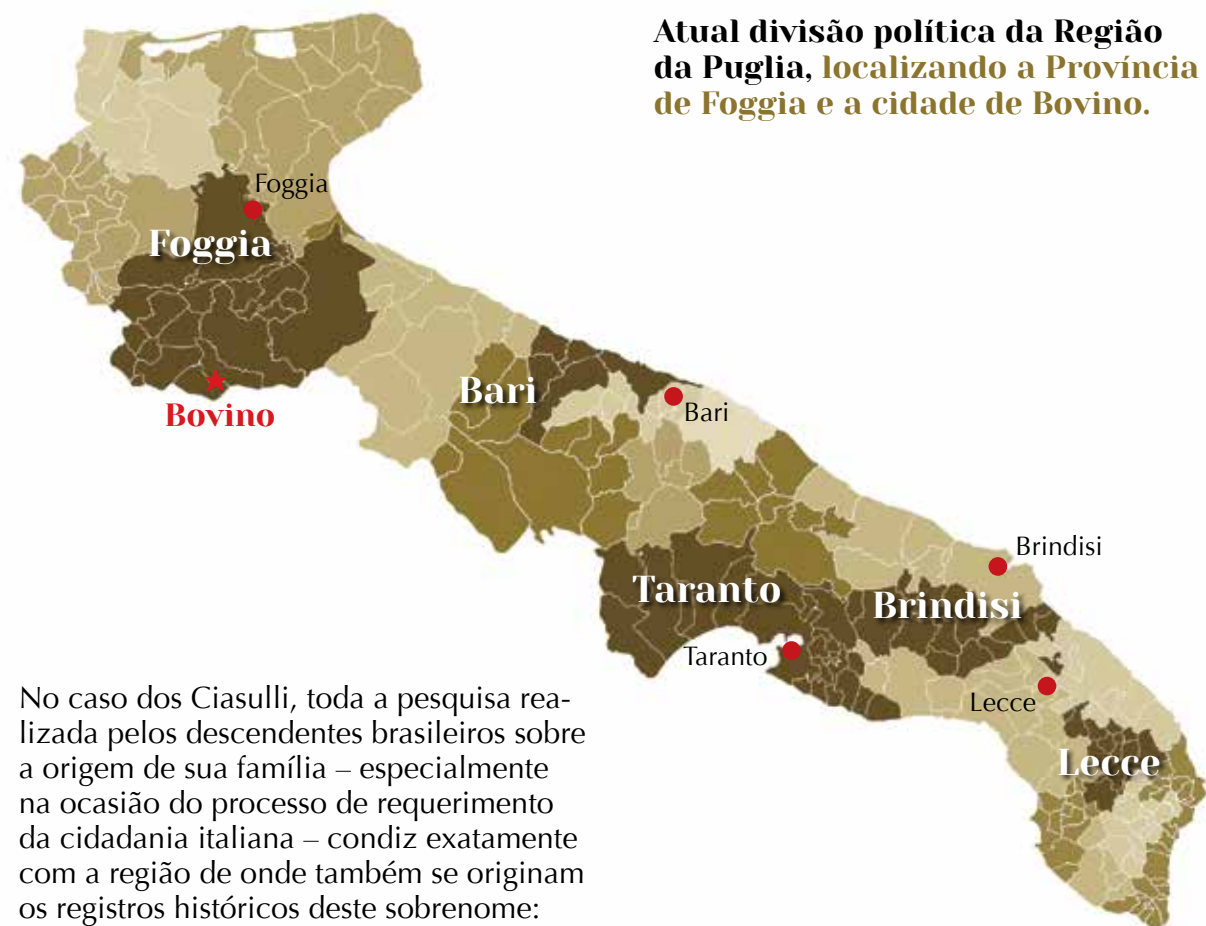 Atual divisão política da Região
da Puglia, localizando a Província
de Foggia e a cidade de Bovino.
Foggia
Foggia
Bovino
Bari
Bari
Brindisi
Taranto
Brindisi
Taranto
Lecce
Lecce
No caso dos Ciasulli, toda a pesquisa rea-
lizada pelos descendentes brasileiros sobre
a origem de sua família – especialmente
na ocasião do processo de requerimento
da cidadania italiana – condiz exatamente
com a região de onde também se originam
os registros históricos deste sobrenome: